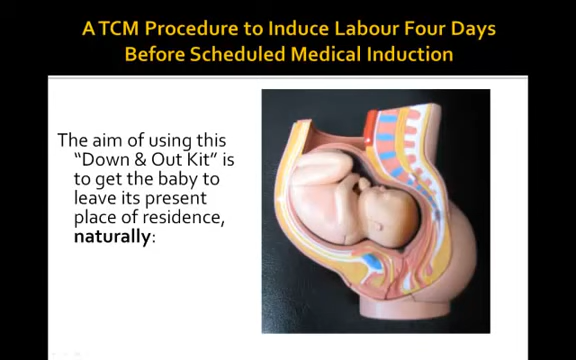 A TCM Procedure to Induce Labour Four Days
Before Scheduled Medical Induction
The aim of using this
"Down & Out Kit" is
to get the baby to
leave its present
place of residence,
naturally: